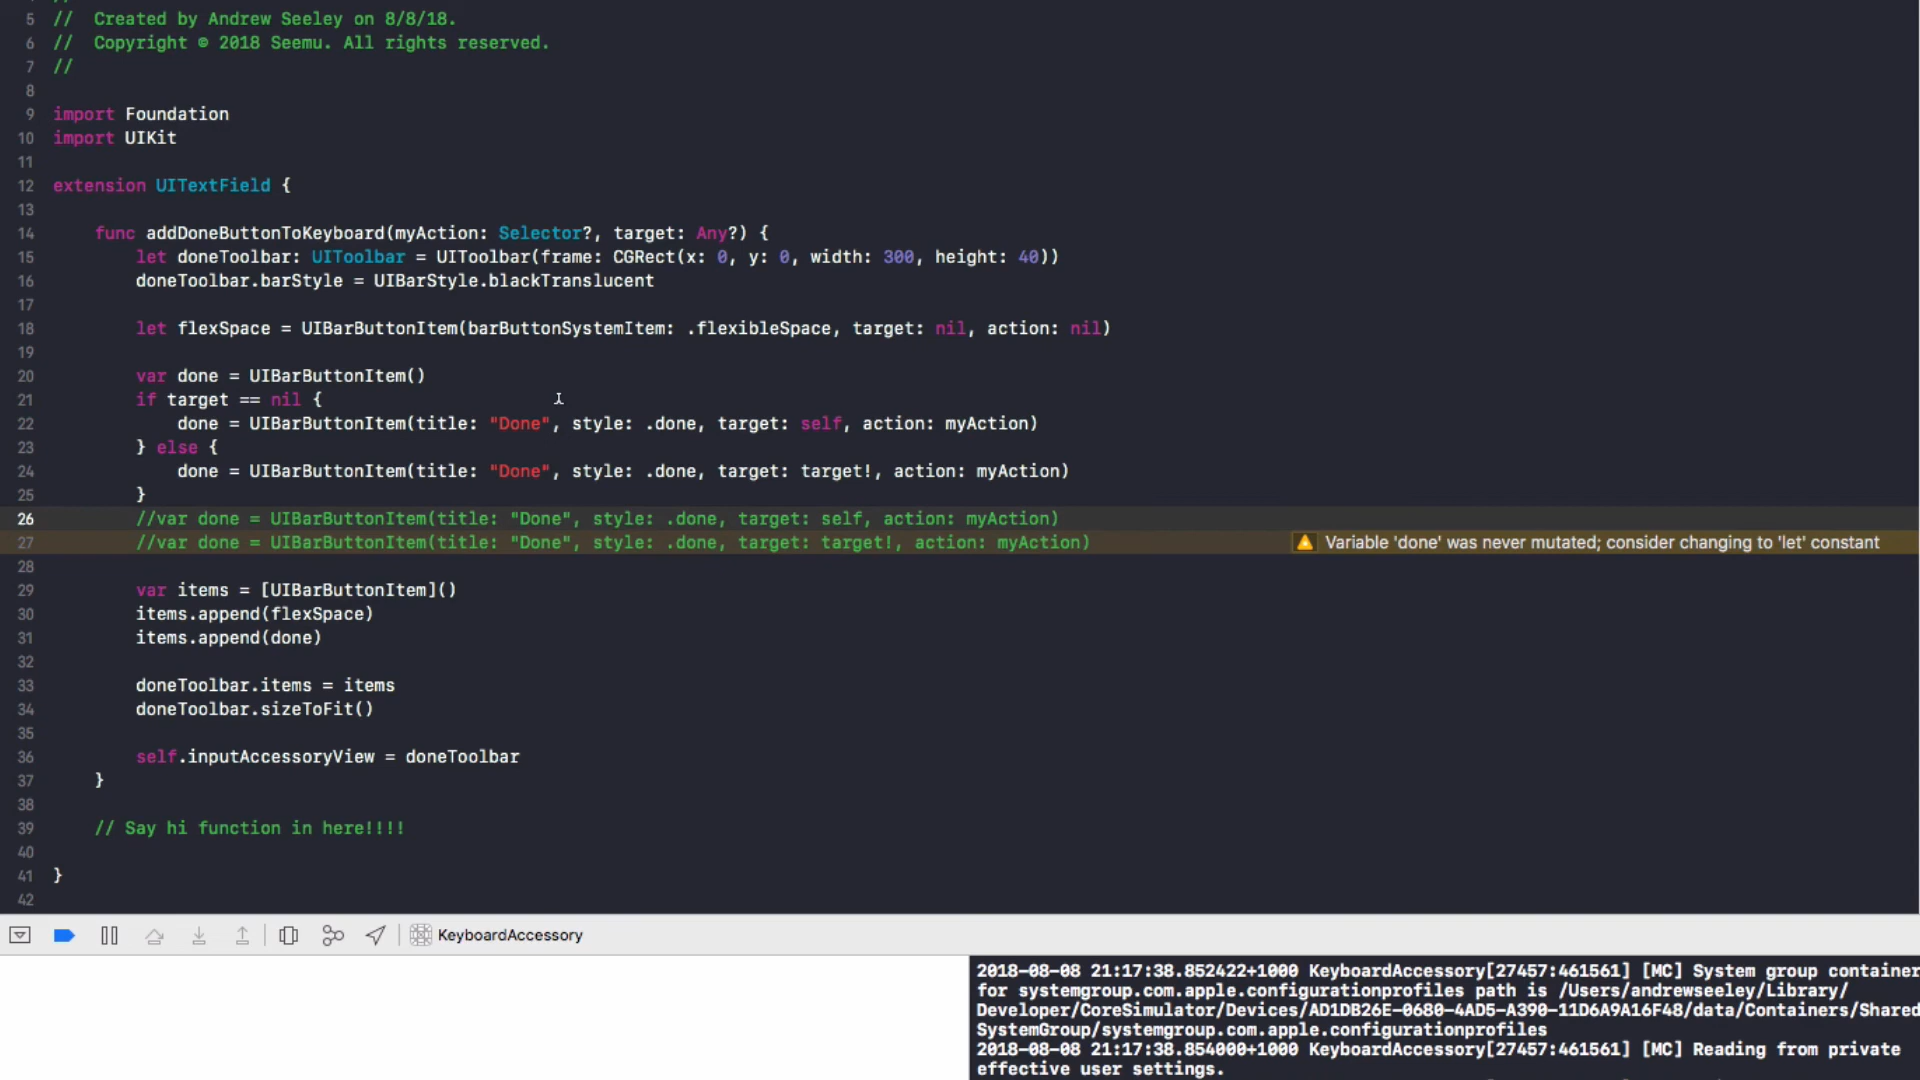 5 // Created by Andrew Seeley on 8/8/18.
6 // Copyright © 2018 Seemu. All rights reserved.
7 //
8
9 import Foundation
10 import UIKit
11
12 extension UITextField {
13
14 func addDoneButtonToKeyboard(myAction: Selector?, target: Any?) {
15 let doneToolbar: UIToolbar = UIToolbar(frame: CGRect(x: 0, y: 0, width: 300, height: 40))
16 doneToolbar.barStyle = UIBarStyle.blackTranslucent
17
18 let flexSpace = UIBarButtonItem(barButtonSystemItem: .flexibleSpace, target: nil, action: nil)
19
20 var done = UIBarButtonItem()
21 if target == nil {
22 done = UIBarButtonItem(title: "Done", style: .done, target: self, action: myAction)
23 } else {
24 done = UIBarButtonItem(title: "Done", style: .done, target: target!, action: myAction)
25 }
26 //var done = UIBarButtonItem(title: "Done", style: .done, target: self, action: myAction)
27 //var done = UIBarButtonItem(title: "Done", style: .done, target: target!, action: myAction) Variable 'done' was never mutated; consider changing to 'let' constant
28
29 var items = [UIBarButtonItem]()
30 items.append(flexSpace)
31 items.append(done)
32
33 doneToolbar.items = items
34 doneToolbar.sizeToFit()
35
36 self.inputAccessoryView = doneToolbar
37 }
38
39 // Say hi function in here!!!!
40
41 }
42
KeyboardAccessory
2018-08-08 21:17:38.852422+1000 KeyboardAccessory[27457:461561] [MC] System group container
for systemgroup.com.apple.configurationprofiles path is /Users/andrewseeley/Library/
Developer/CoreSimulator/Devices/AD1DB26E-0680-4AD5-A390-11D6A9A16F48/data/Containers/Shared
SystemGroup/systemgroup.com.apple.configurationprofiles
2018-08-08 21:17:38.854000+1000 KeyboardAccessory[27457:461561] [MC] Reading from private
effective user settings.